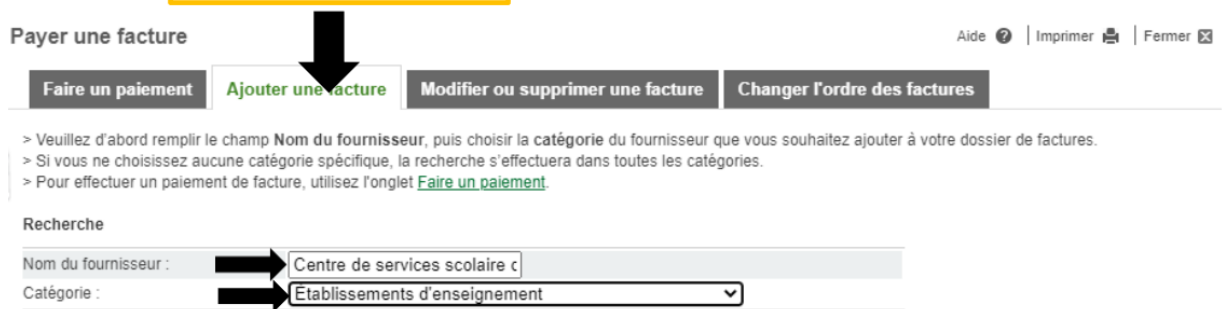 Payer une facture
Aide ? | Imprimer | Fermer
Faire un paiement
Ajouter une facture
Modifier ou supprimer une facture
Changer l'ordre des factures
> Veuillez d'abord remplir le champ Nom du fournisseur, puis choisir la catégorie du fournisseur que vous souhaitez ajouter à votre dossier de factures.
> Si vous ne choisissez aucune catégorie spécifique, la recherche s'effectuera dans toutes les catégories.
> Pour effectuer un paiement de facture, utilisez l'onglet Faire un paiement.
Recherche
Nom du fournisseur : Centre de services scolaire c
Catégorie : Établissements d'enseignement